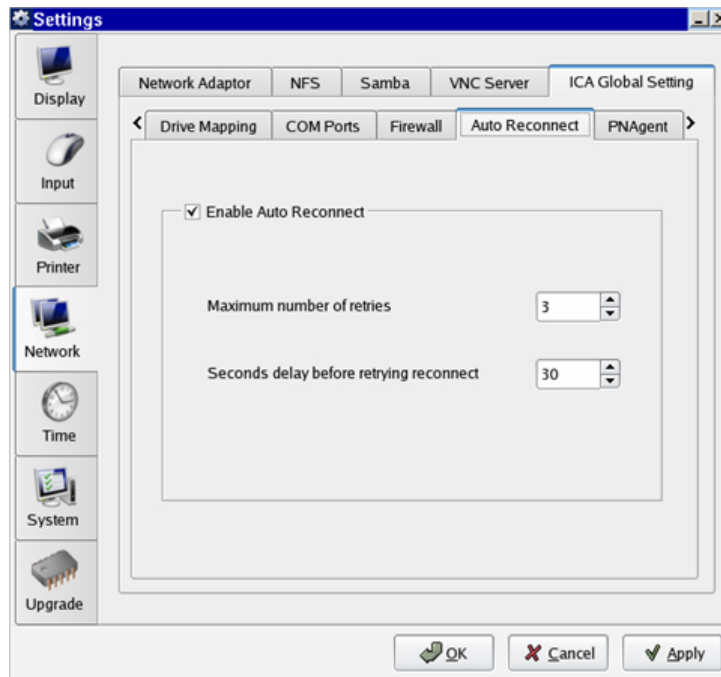 Settings
Display
Input
Printer
Network
Time
System
Upgrade
Network Adaptor NFS Samba VNC Server ICA Global Setting
Drive Mapping COM Ports Firewall Auto Reconnect PNAgent
Enable Auto Reconnect
Maximum number of retries 3
Seconds delay before retrying reconnect 30
OK Cancel Apply